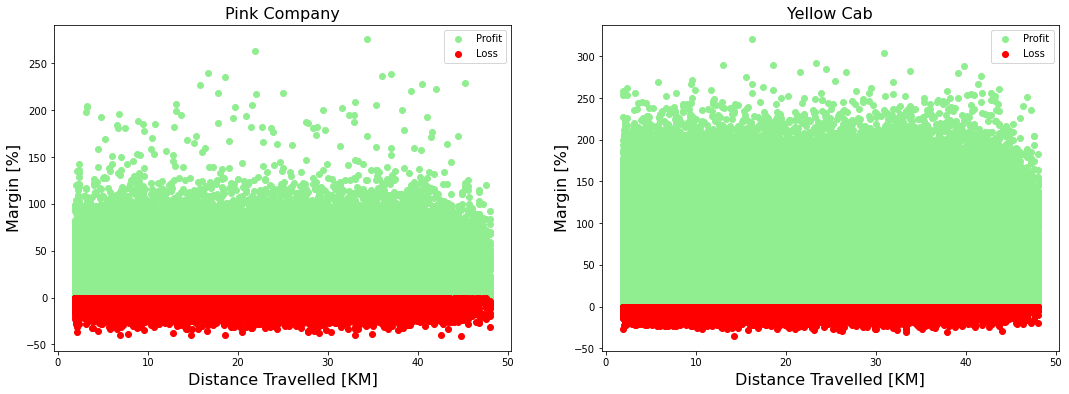 Pink Company
Profit
Loss
250
200
150
100
50
0
−50
0 10 20 30 40 50
Margin [%]
Distance Travelled [KM]
Yellow Cab
Profit
Loss
300
250
200
150
100
50
0
−50
0 10 20 30 40 50
Margin [%]
Distance Travelled [KM]